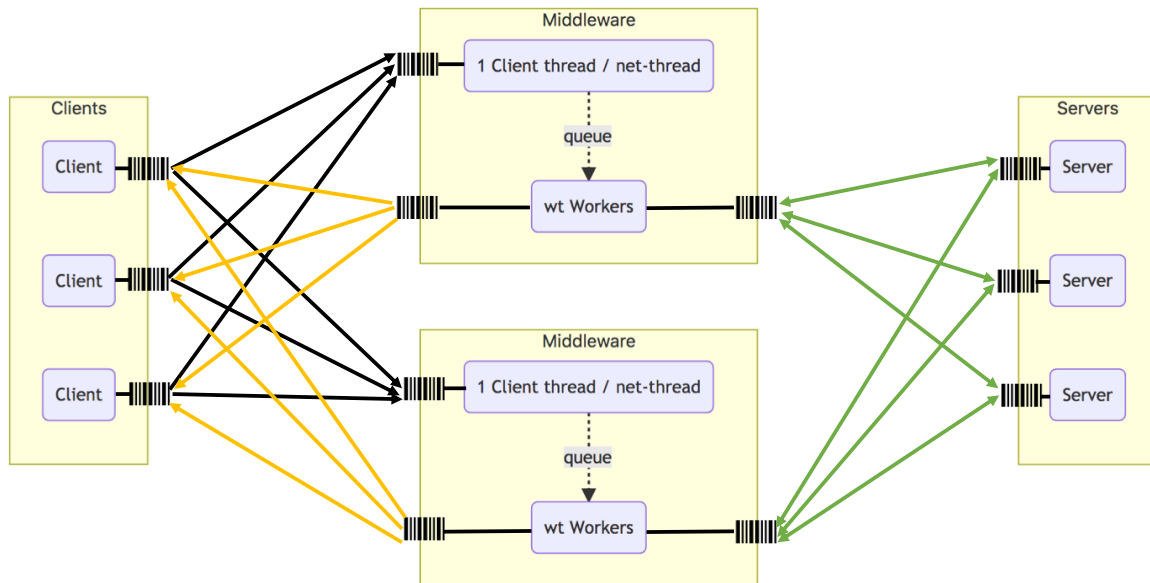 Clients
Client
Client
Client
Middleware
1 Client thread / net-thread
queue
wt Workers
Middleware
1 Client thread / net-thread
queue
wt Workers
Servers
Server
Server
Server